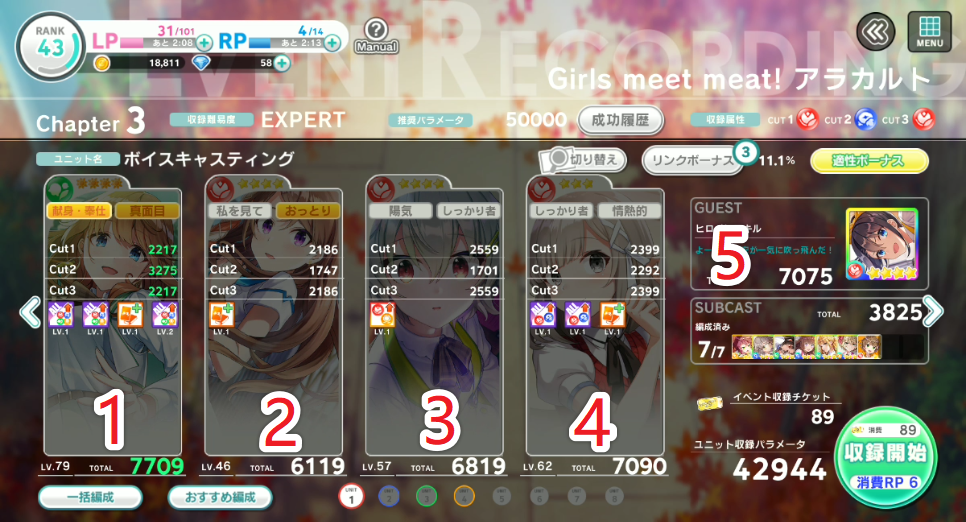 EVENT RECORDING
RANK
43
LP 31/101
あと 2:08
RP 4/14
あと 2:13
?
Manual
MENU
18,811
58
Girls meet meat! アラカルト
Chapter 3
収録難易度
EXPERT
推奨パラメータ
50000
成功履歴
収録属性
CUT1
CUT2
CUT3
ユニット名
ボイスキャスティング
切り替え
リンクボーナス
3
11.1%
適性ボーナス
献身・奉仕
真面目
Cut1 2217
Cut2 3275
Cut3 2217
LV.1
LV.1
LV.1
LV.2
1
LV.79 TOTAL 7709
私を見て
おっとり
Cut1 2186
Cut2 1747
Cut3 2186
LV.1
2
LV.46 TOTAL 6119
陽気
しっかり者
Cut1 2559
Cut2 1701
Cut3 2559
LV.1
3
LV.57 TOTAL 6819
しっかり者
情熱的
Cut1 2399
Cut2 2292
Cut3 2399
LV.1
LV.1
LV.1
4
LV.62 TOTAL 7090
GUEST
5
7075
SUBCAST
TOTAL 3825
編成済み
7/7
イベント収録チケット
89
ユニット収録パラメータ
42944
消費 89
収録開始
消費RP 6
一括編成
おすすめ編成
UNIT
1
2
3
4
5
6
7
8